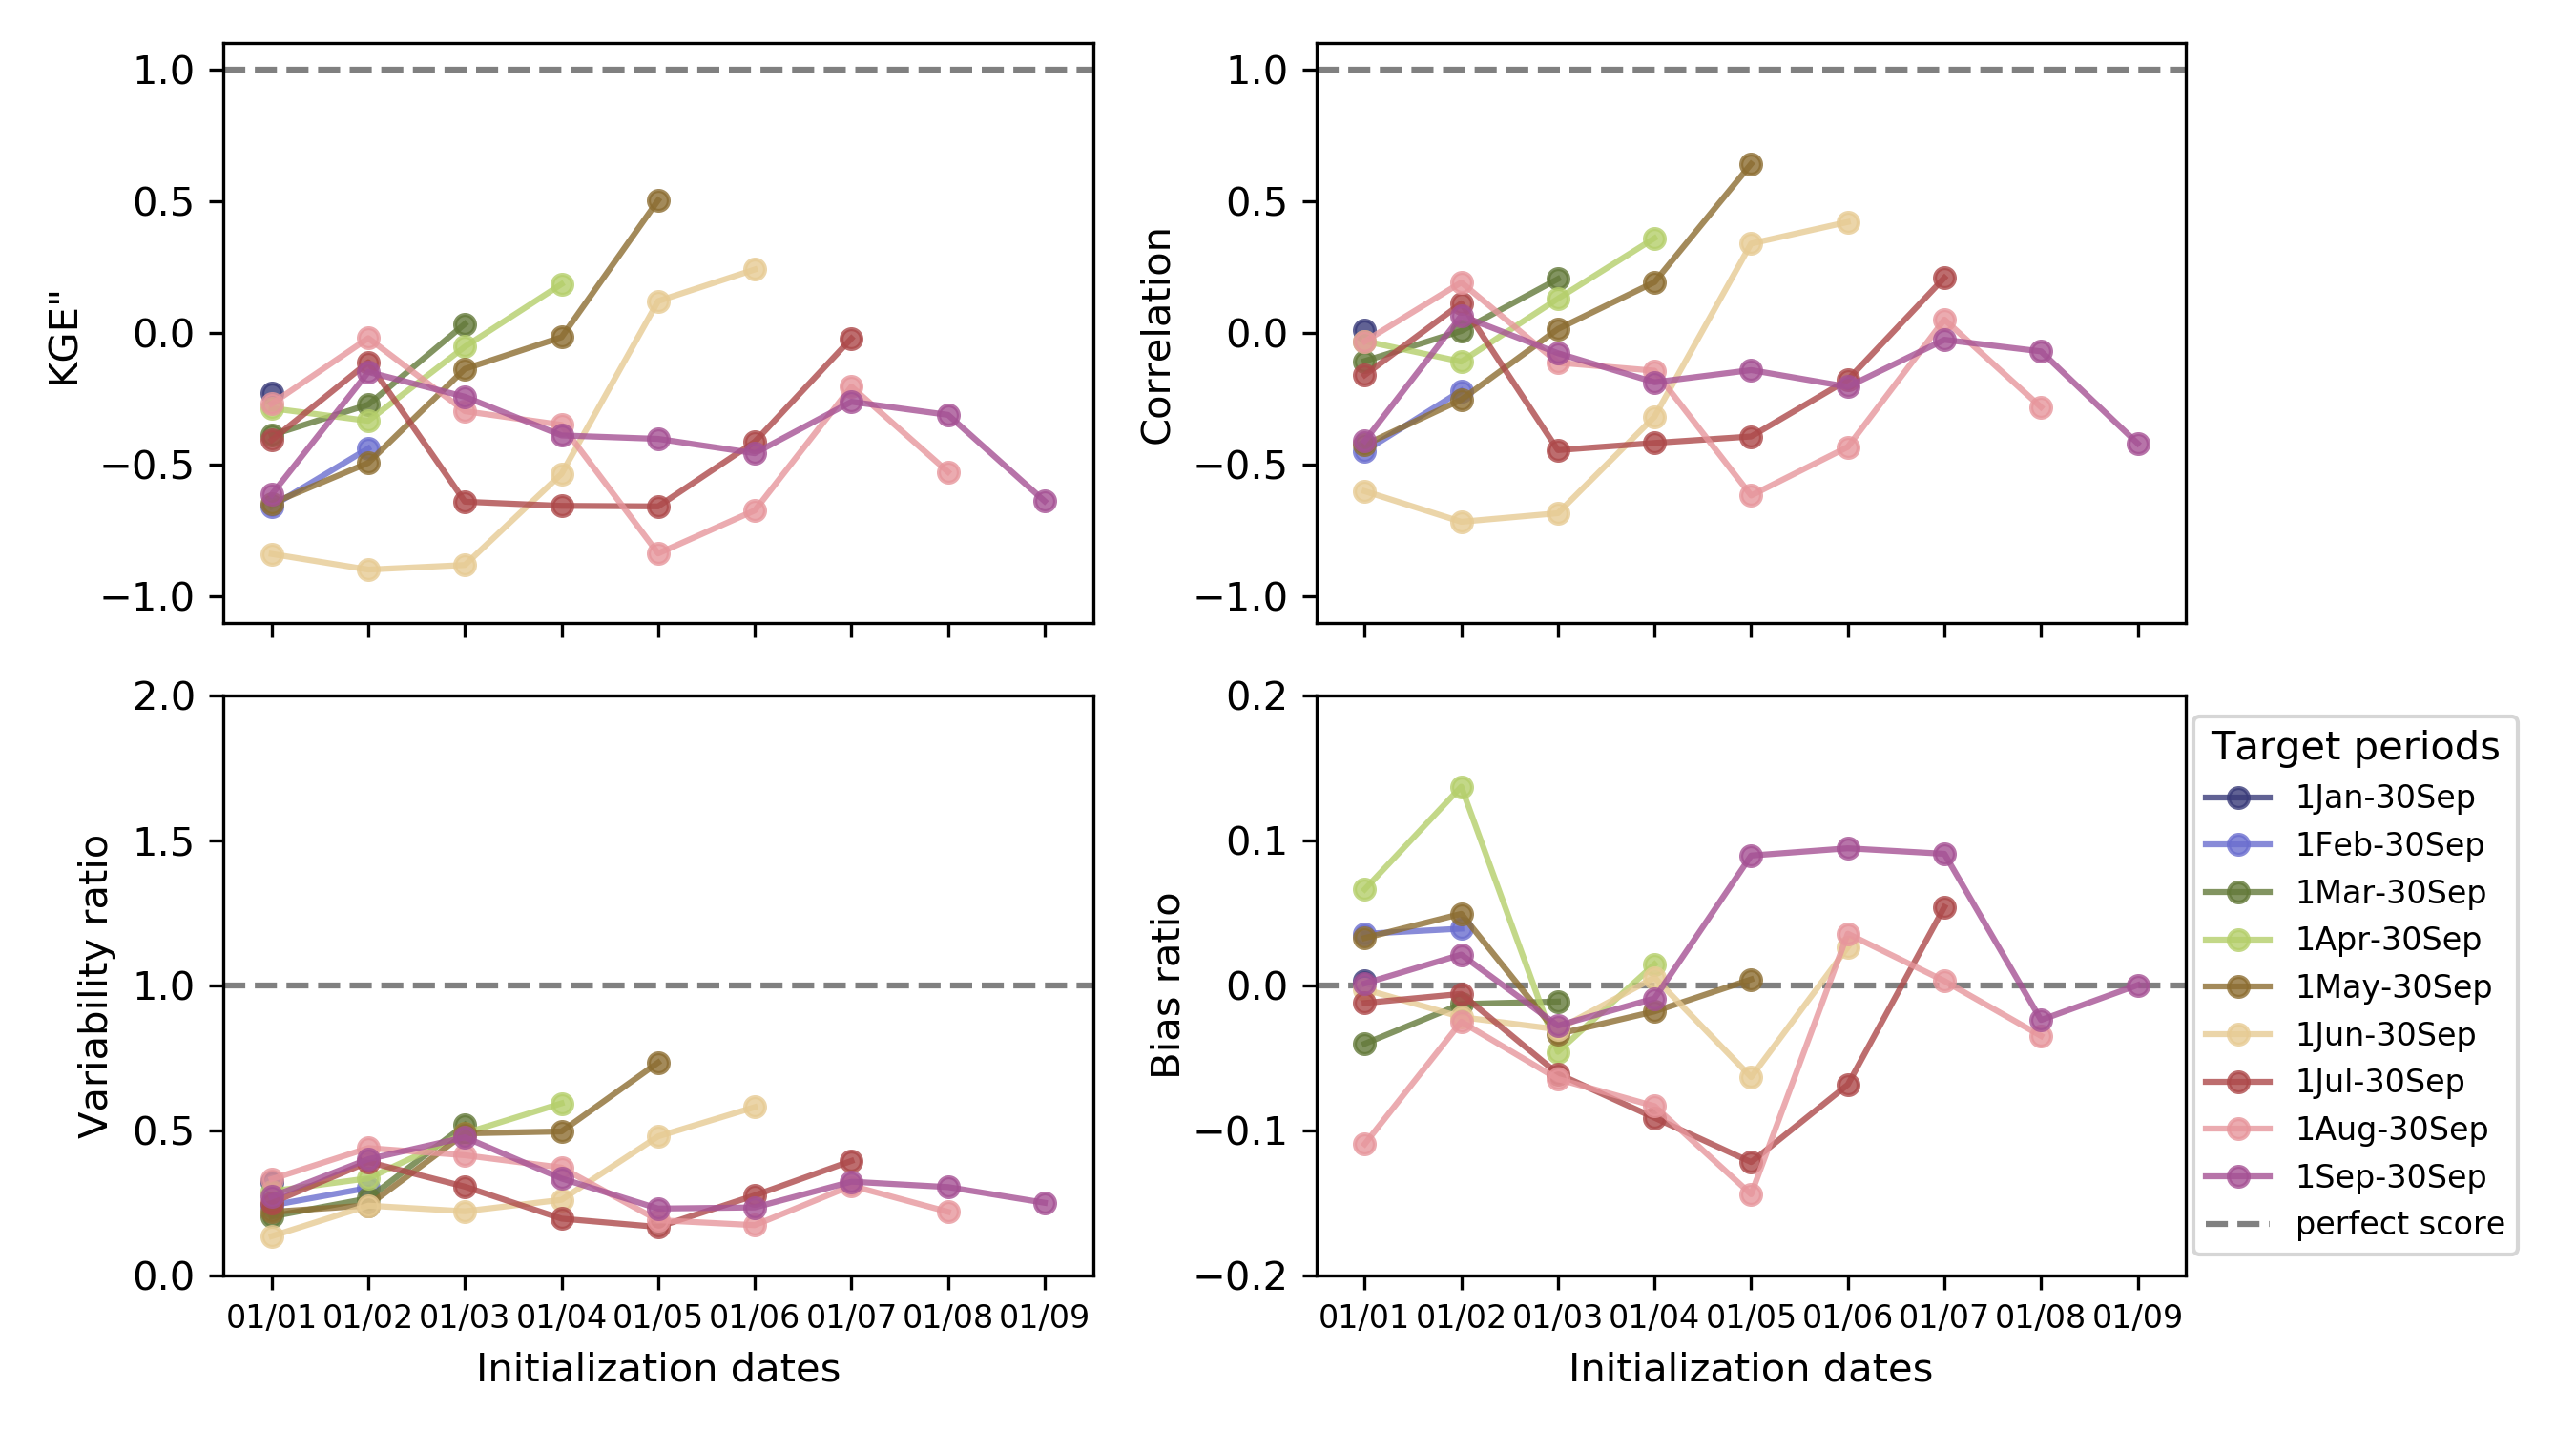 KGE"
1.0
0.5
0.0
−0.5
−1.0
Correlation
1.0
0.5
0.0
−0.5
−1.0
Variability ratio
2.0
1.5
1.0
0.5
0.0
01/01 01/02 01/03 01/04 01/05 01/06 01/07 01/08 01/09
Initialization dates
Bias ratio
0.2
0.1
0.0
−0.1
−0.2
01/01 01/02 01/03 01/04 01/05 01/06 01/07 01/08 01/09
Initialization dates
Target periods
1Jan-30Sep
1Feb-30Sep
1Mar-30Sep
1Apr-30Sep
1May-30Sep
1Jun-30Sep
1Jul-30Sep
1Aug-30Sep
1Sep-30Sep
perfect score